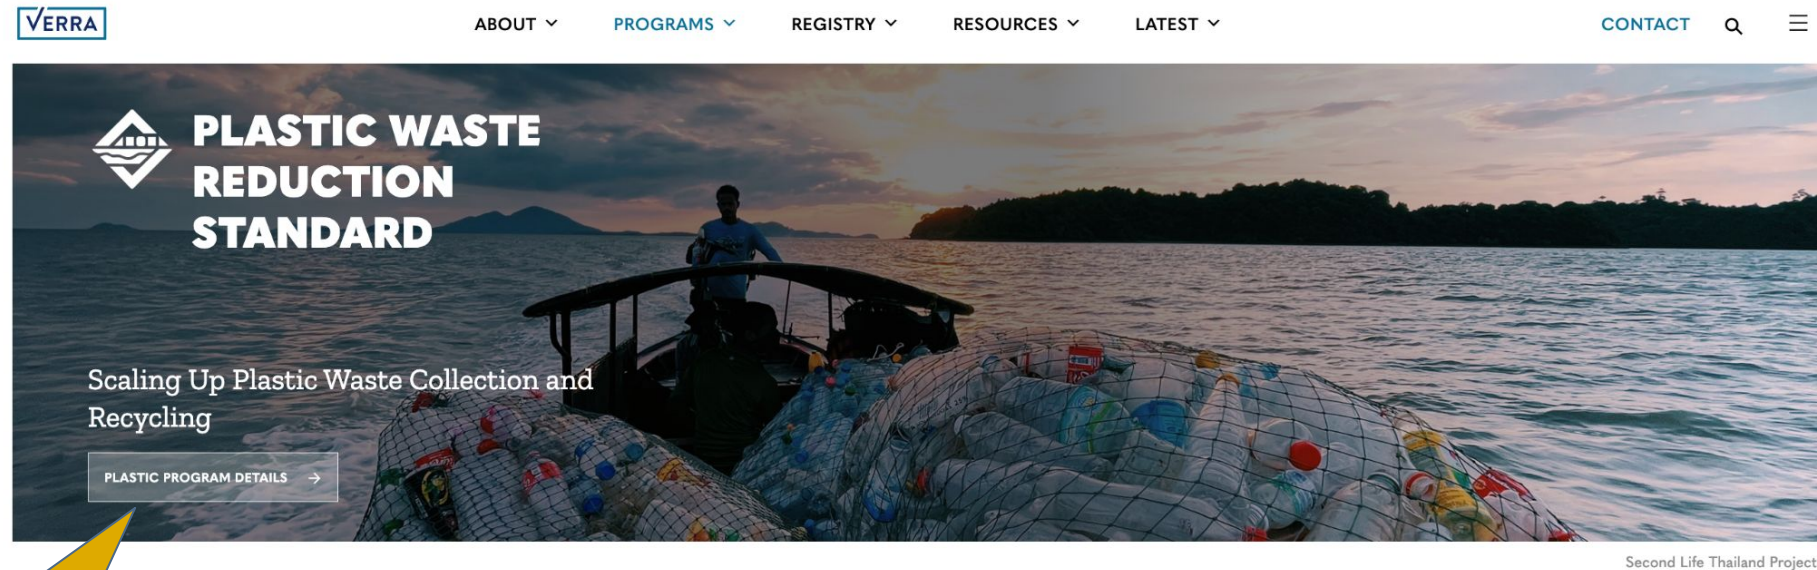 VERRA
ABOUT
PROGRAMS
REGISTRY
RESOURCES
LATEST
CONTACT
PLASTIC WASTE
REDUCTION
STANDARD
Scaling Up Plastic Waste Collection and
Recycling
PLASTIC PROGRAM DETAILS →
Second Life Thailand Project